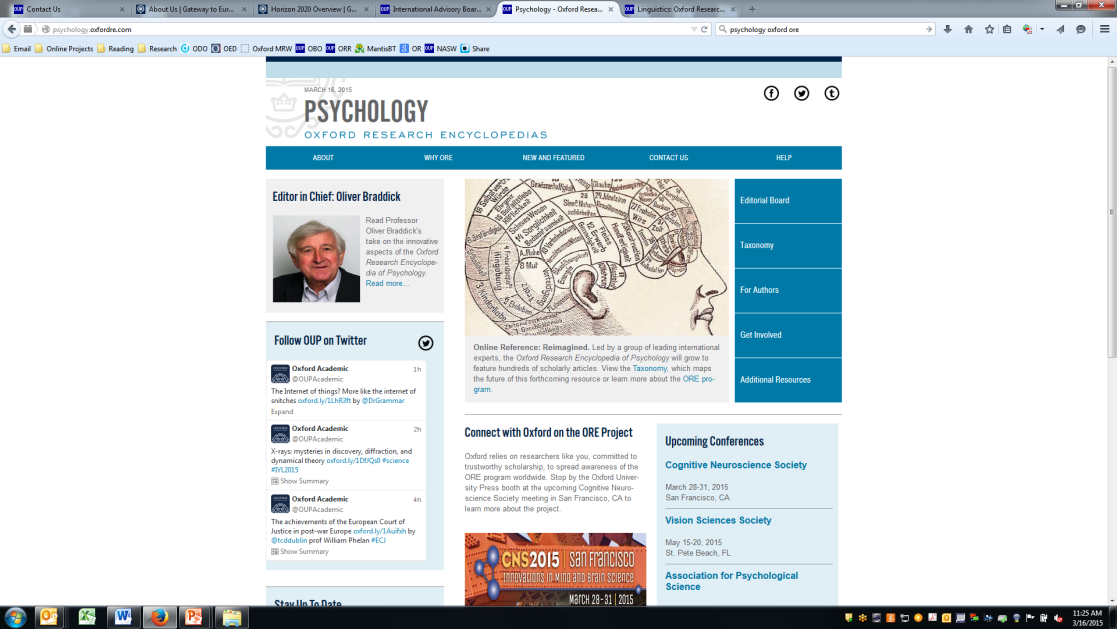 Contact Us
About Us | Gateway to Eur...
Horizon 2020 Overview | G...
International Advisory Boar...
Psychology - Oxford Resea...
Linguistics: Oxford Researc...
psychology.oxfordre.com
psychology oxford ore
Email
Online Projects
Reading
Research
ODO
OED
Oxford MRW
OBO
ORR
MantisBT
OR
NASW
Share
MARCH 16, 2015
PSYCHOLOGY
OXFORD RESEARCH ENCYCLOPEDIAS
ABOUT
WHY ORE
NEW AND FEATURED
CONTACT US
HELP
Editor in Chief: Oliver Braddick
Read Professor
Oliver Braddick's
take on the innovative
aspects of the Oxford
Research Encyclope-
dia of Psychology.
Read more...
Follow OUP on Twitter
Oxford Academic 1h
@OUPAcademic
The Internet of things? More like the internet of
snitches oxford.ly/1LhR3ft by @DrGrammar
Expand
Oxford Academic 2h
@OUPAcademic
X-rays: mysteries in discovery, diffraction, and
dynamical theory oxford.ly/1DfJQs8 #science
#IYL2015
Show Summary
Oxford Academic 4h
@OUPAcademic
The achievements of the European Court of
Justice in post-war Europe oxford.ly/1Auifxh by
@tcddublin prof William Phelan #ECJ
Show Summary
Stay Up To Date
Online Reference: Reimagined. Led by a group of leading international
experts, the Oxford Research Encyclopedia of Psychology will grow to
feature hundreds of scholarly articles. View the Taxonomy, which maps
the future of this forthcoming resource or learn more about the ORE pro-
gram.
Editorial Board
Taxonomy
For Authors
Get Involved
Additional Resources
Connect with Oxford on the ORE Project
Oxford relies on researchers like you, committed to
trustworthy scholarship, to spread awareness of the
ORE program worldwide. Stop by the Oxford Univer-
sity Press booth at the upcoming Cognitive Neuro-
science Society meeting in San Francisco, CA to
learn more about the project.
CNS2015 | SAN FRANCISCO
INNOVATIONS IN MIND AND BRAIN SCIENCE
MARCH 28-31 | 2015
Upcoming Conferences
Cognitive Neuroscience Society
March 28-31, 2015
San Francisco, CA
Vision Sciences Society
May 15-20, 2015
St. Pete Beach, FL
Association for Psychological
Science
11:25 AM
3/16/2015